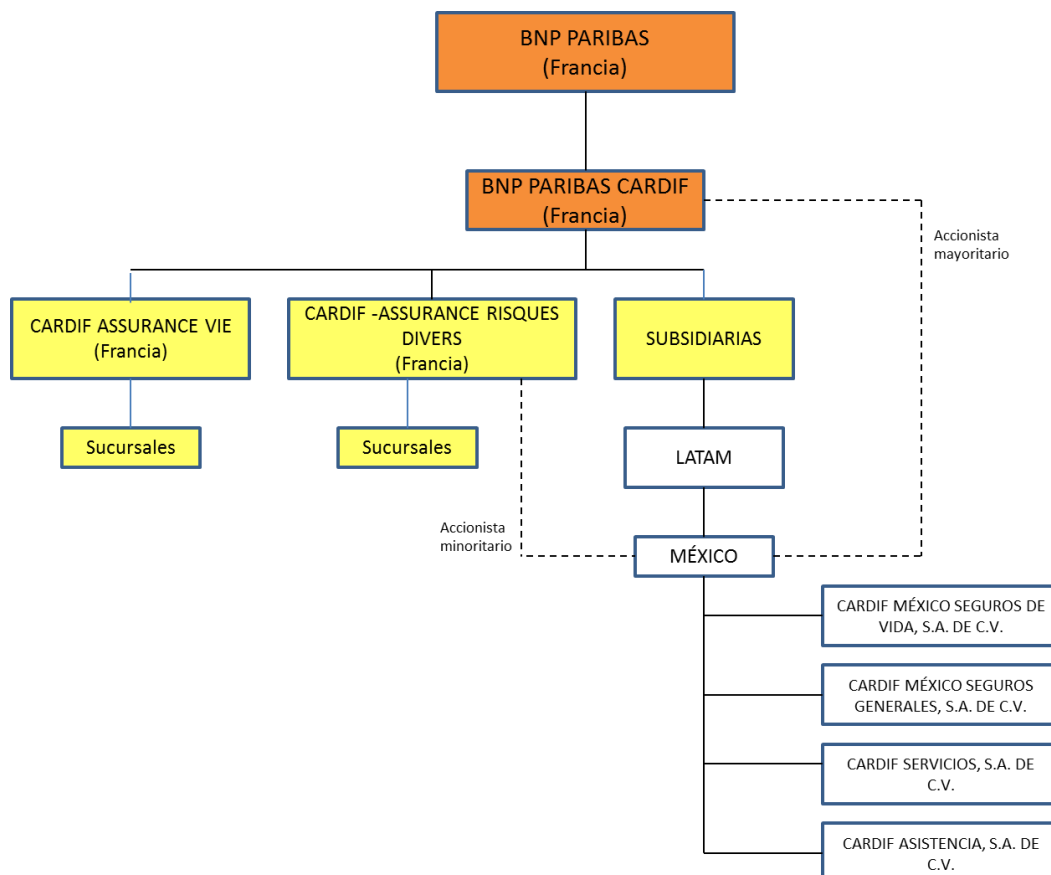 BNP PARIBAS
(Francia)
BNP PARIBAS CARDIF
(Francia)
Accionista
mayoritario
CARDIF ASSURANCE VIE
(Francia)
CARDIF -ASSURANCE RISQUES
DIVERS
(Francia)
SUBSIDIARIAS
Sucursales
Sucursales
LATAM
Accionista
minoritario
MÉXICO
CARDIF MÉXICO SEGUROS DE
VIDA, S.A. DE C.V.
CARDIF MÉXICO SEGUROS
GENERALES, S.A. DE C.V.
CARDIF SERVICIOS, S.A. DE
C.V.
CARDIF ASISTENCIA, S.A. DE
C.V.